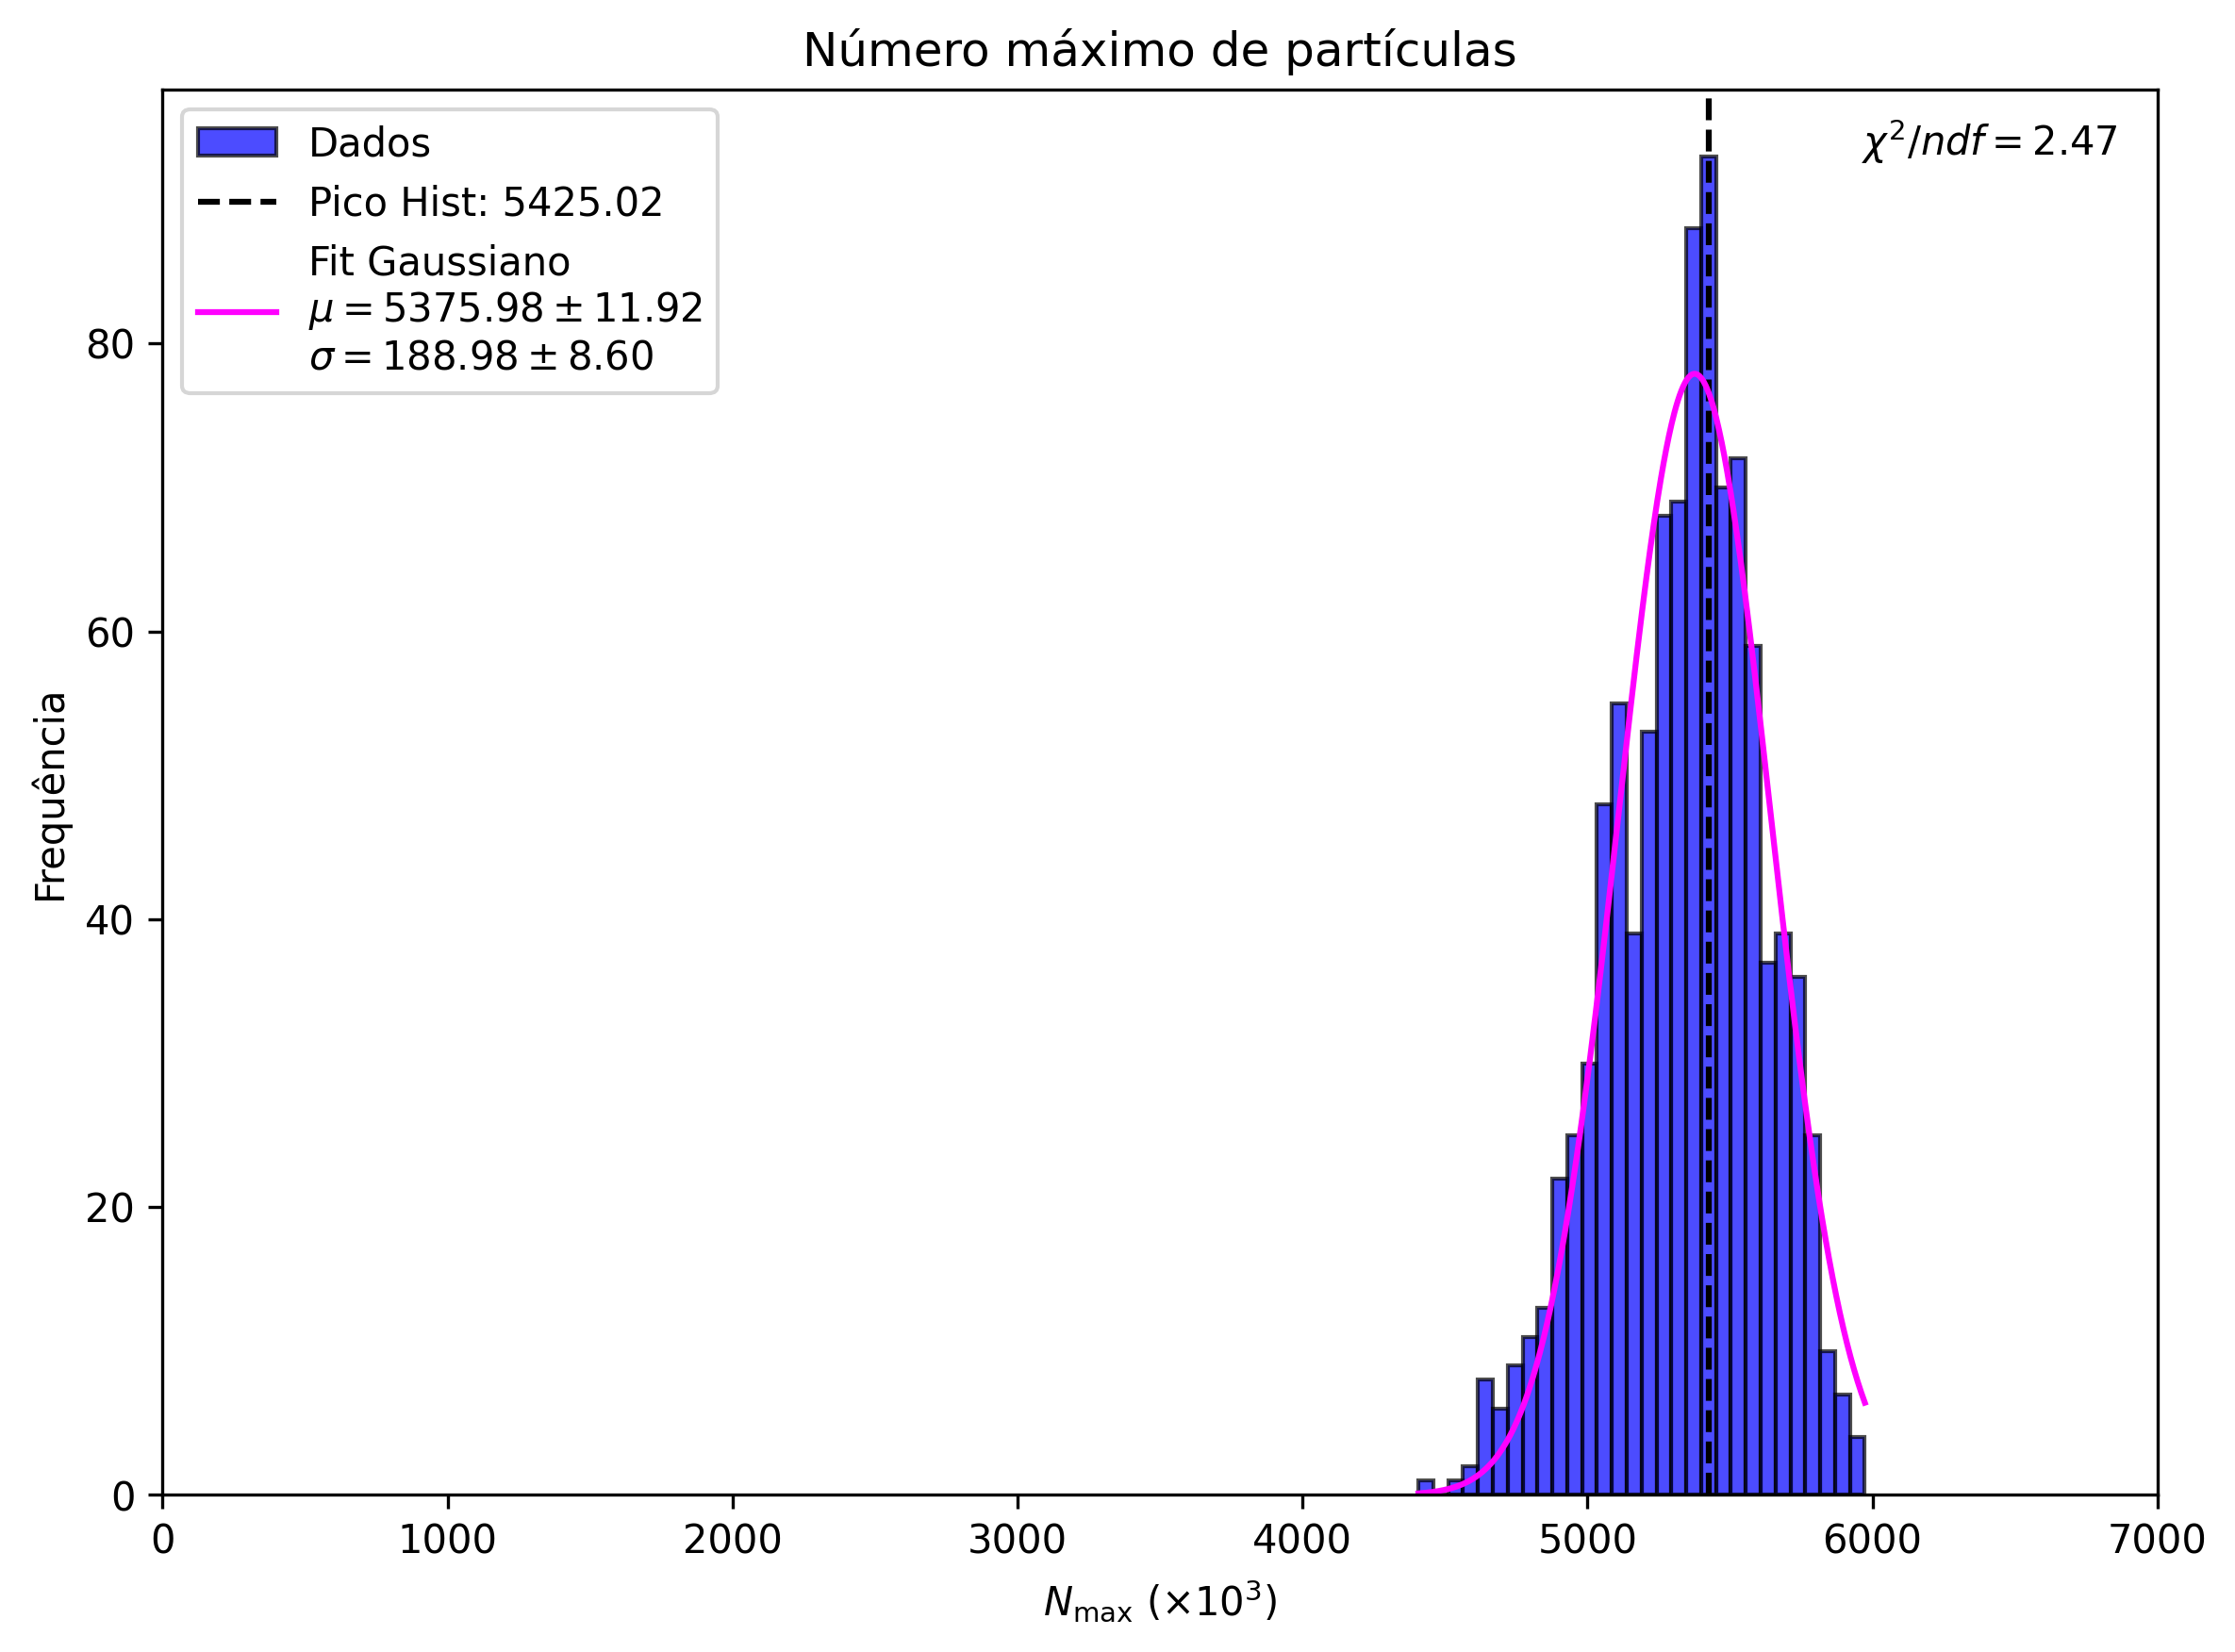 Número máximo de partículas
Dados
Pico Hist: 5425.02
Fit Gaussiano
μ = 5375.98 ± 11.92
σ = 188.98 ± 8.60
χ²/ndf = 2.47
Frequência
80
60
40
20
0
0 1000 2000 3000 4000 5000 6000 7000
N_max (×10³)